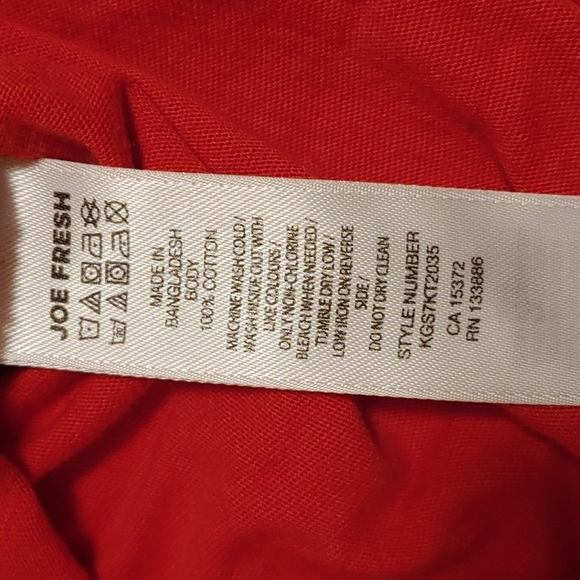 JOE FRESH
MADE IN
BANGLADESH
BODY
100% COTTON
MACHINE WASH COLD /
WASH INSIDE OUT WITH
LIKE COLOURS /
ONLY NON-CHLORINE
BLEACH WHEN NEEDED /
TUMBLE DRY LOW /
LOW IRON ON REVERSE
SIDE /
DO NOT DRY CLEAN
STYLE NUMBER
KGS7KT2035
CA 15372
RN 133886